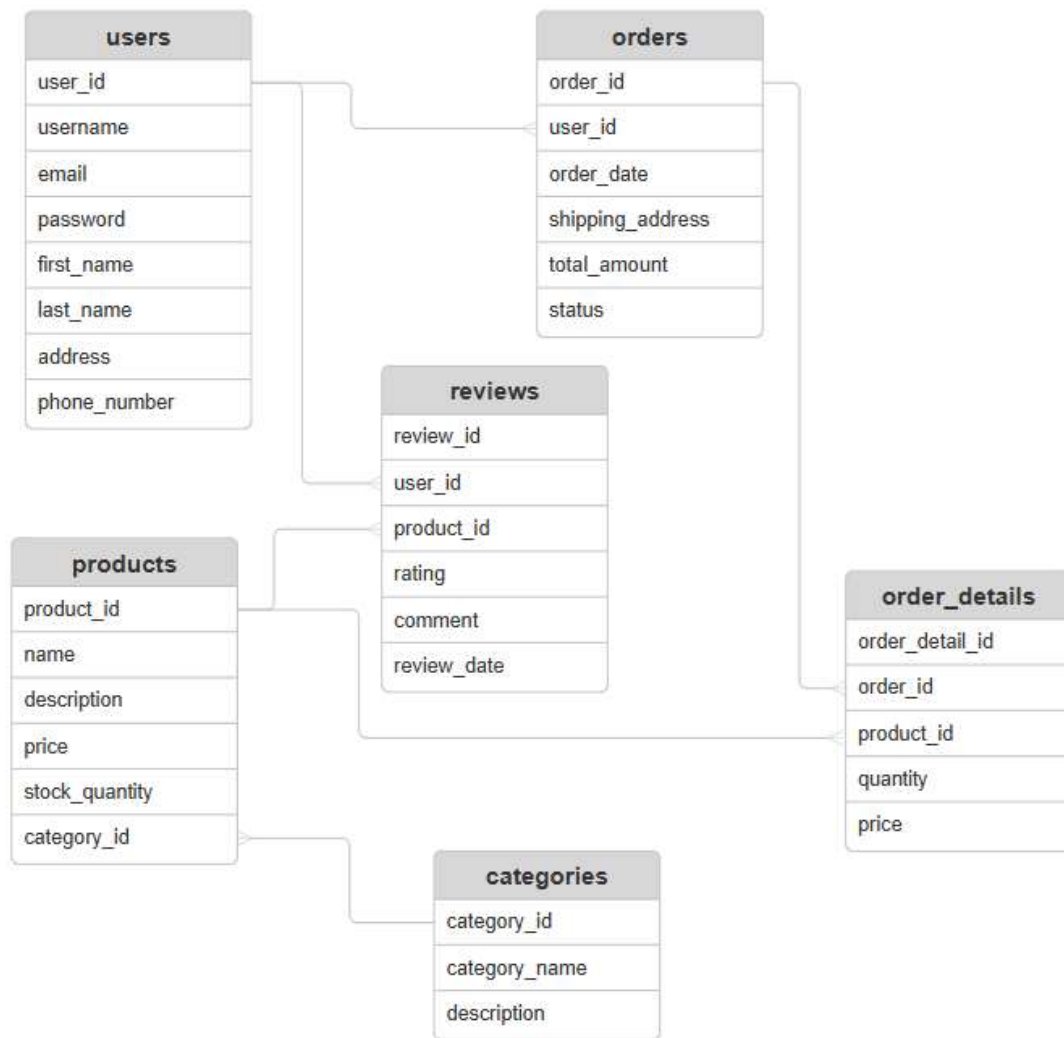 users
user_id
username
email
password
first_name
last_name
address
phone_number
orders
order_id
user_id
order_date
shipping_address
total_amount
status
reviews
review_id
user_id
product_id
rating
comment
review_date
products
product_id
name
description
price
stock_quantity
category_id
order_details
order_detail_id
order_id
product_id
quantity
price
categories
category_id
category_name
description